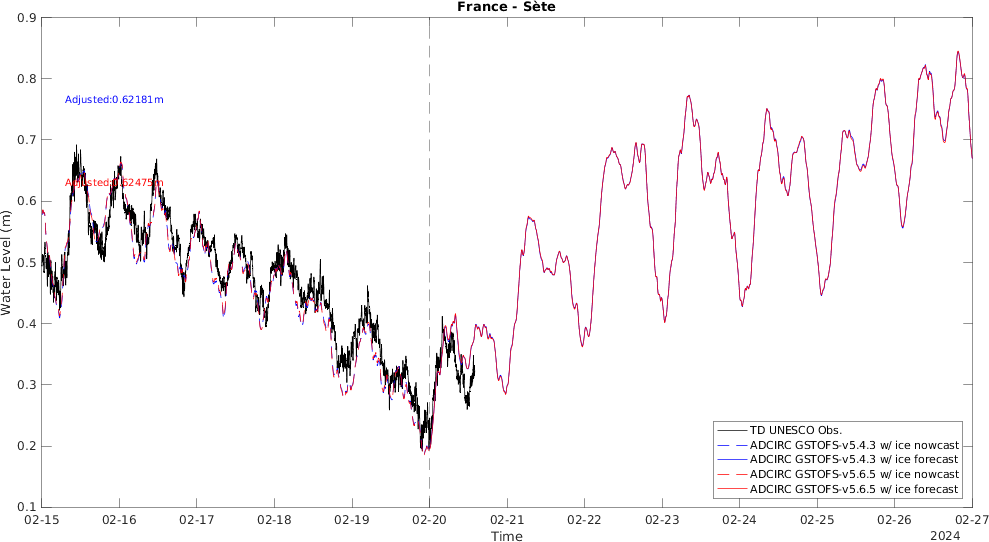 France - Sète
0.9
0.8
0.7
0.6
0.5
0.4
0.3
0.2
0.1
Water Level (m)
Adjusted:0.62181m
Adjusted:0.62475m
TD UNESCO Obs.
ADCIRC GSTOFS-v5.4.3 w/ ice nowcast
ADCIRC GSTOFS-v5.4.3 w/ ice forecast
ADCIRC GSTOFS-v5.6.5 w/ ice nowcast
ADCIRC GSTOFS-v5.6.5 w/ ice forecast
02-15 02-16 02-17 02-18 02-19 02-20 02-21 02-22 02-23 02-24 02-25 02-26 02-27
Time
2024